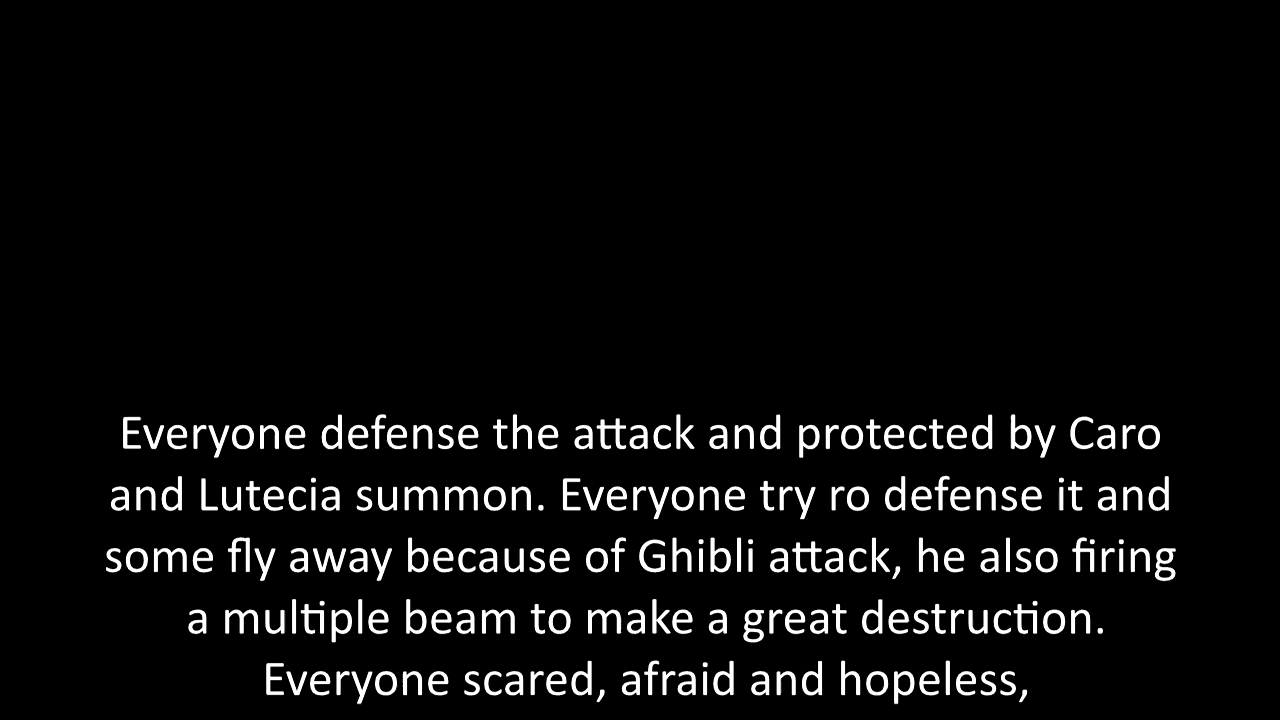 Everyone defense the attack and protected by Caro
and Lutecia summon. Everyone try ro defense it and
some fly away because of Ghibli attack, he also firing
a multiple beam to make a great destruction.
Everyone scared, afraid and hopeless,